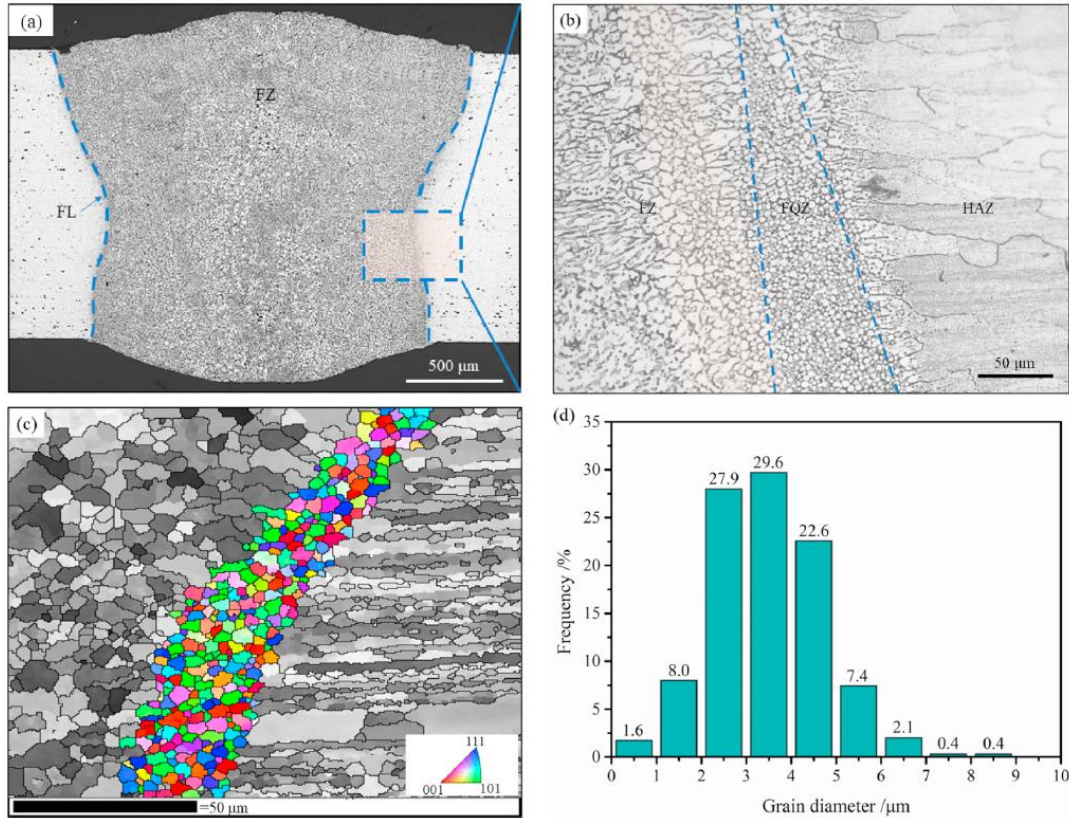 (a)
FZ
FL
500 μm
(b)
FZ
FQZ
HAZ
50 μm
(c)
111
001
101
=50 μm
(d)
35
30
25
20
15
10
5
0
Frequency /%
1.6
8.0
27.9
29.6
22.6
7.4
2.1
0.4
0.4
0
1
2
3
4
5
6
7
8
9
10
Grain diameter /μm